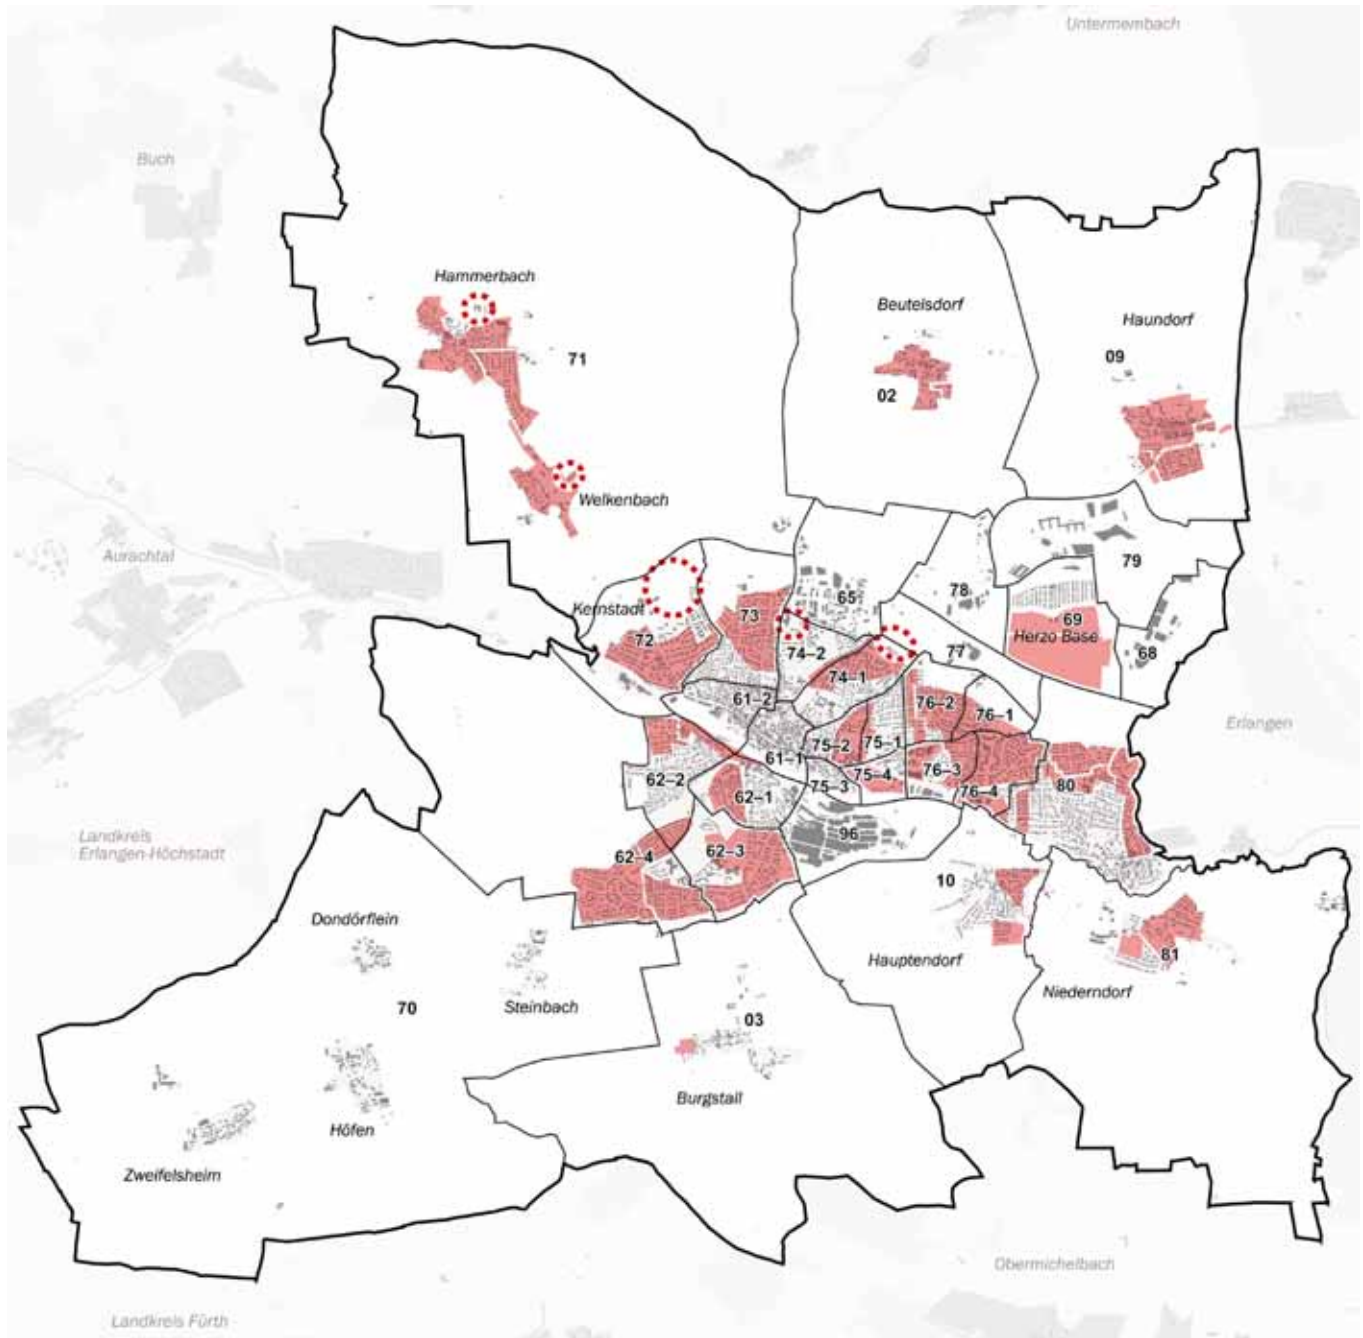 Untermembach
Buch
Hammerbach
Beutelsdorf
Haundorf
71
09
02
Welkenbach
Aurachtal
79
78
65
Kernstadt
73
69
Herzo Base
72
74–2
77
68
74–1
61–2
76–2
76–1
Erlangen
75–2
75–1
61–1
76–3
75–4
62–2
75–3
76–4
80
62–1
96
Landkreis
Erlangen-Höchstadt
62–4
62–3
10
Dondörflein
81
Hauptendorf
Niederndorf
70
Steinbach
03
Burgstall
Höfen
Zweifelsheim
Obermichelbach
Landkreis Fürth